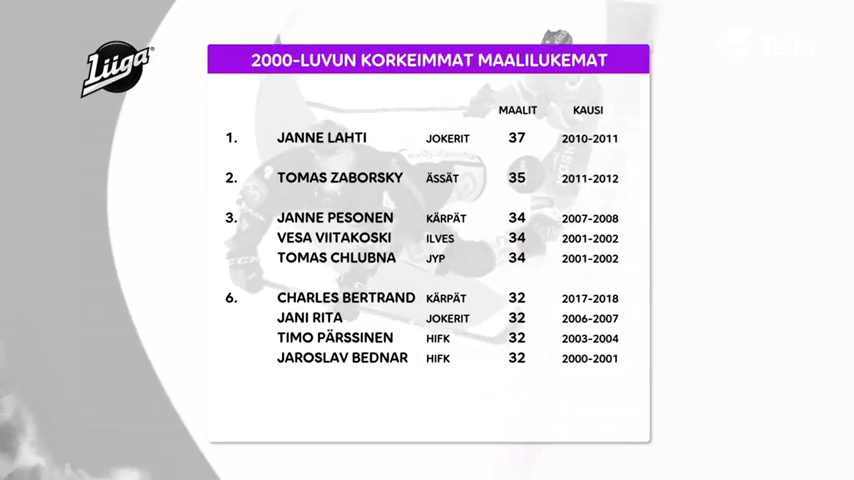 Liiga
Telia
2000-LUVUN KORKEIMMAT MAALILUKEMAT
MAALIT KAUSI
1. JANNE LAHTI JOKERIT 37 2010-2011
2. TOMAS ZABORSKY ÄSSÄT 35 2011-2012
3. JANNE PESONEN KÄRPÄT 34 2007-2008
VESA VIITAKOSKI ILVES 34 2001-2002
TOMAS CHLUBNA JYP 34 2001-2002
6. CHARLES BERTRAND KÄRPÄT 32 2017-2018
JANI RITA JOKERIT 32 2006-2007
TIMO PÄRSSINEN HIFK 32 2003-2004
JAROSLAV BEDNAR HIFK 32 2000-2001